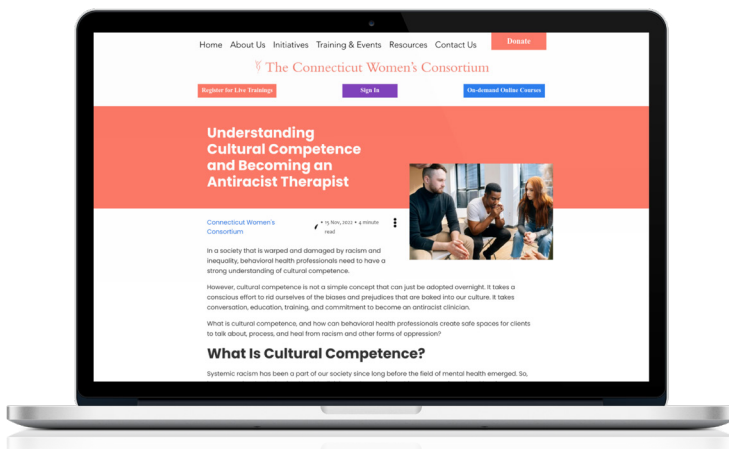 Home About Us Initiatives Training & Events Resources Contact Us Donate
The Connecticut Women's Consortium
Register for Live Trainings Sign In On-demand Online Courses
Understanding
Cultural Competence
and Becoming an
Antiracist Therapist
Connecticut Women's
Consortium
• 15 Nov, 2022 • 4 minute
read
In a society that is warped and damaged by racism and
inequality, behavioral health professionals need to have a
strong understanding of cultural competence.
However, cultural competence is not a simple concept that can just be adopted overnight. It takes a
conscious effort to rid ourselves of the biases and prejudices that are baked into our culture. It takes
conversation, education, training, and commitment to become an antiracist clinician.
What is cultural competence, and how can behavioral health professionals create safe spaces for clients
to talk about, process, and heal from racism and other forms of oppression?
What Is Cultural Competence?
Systemic racism has been a part of our society since long before the field of mental health emerged. So,